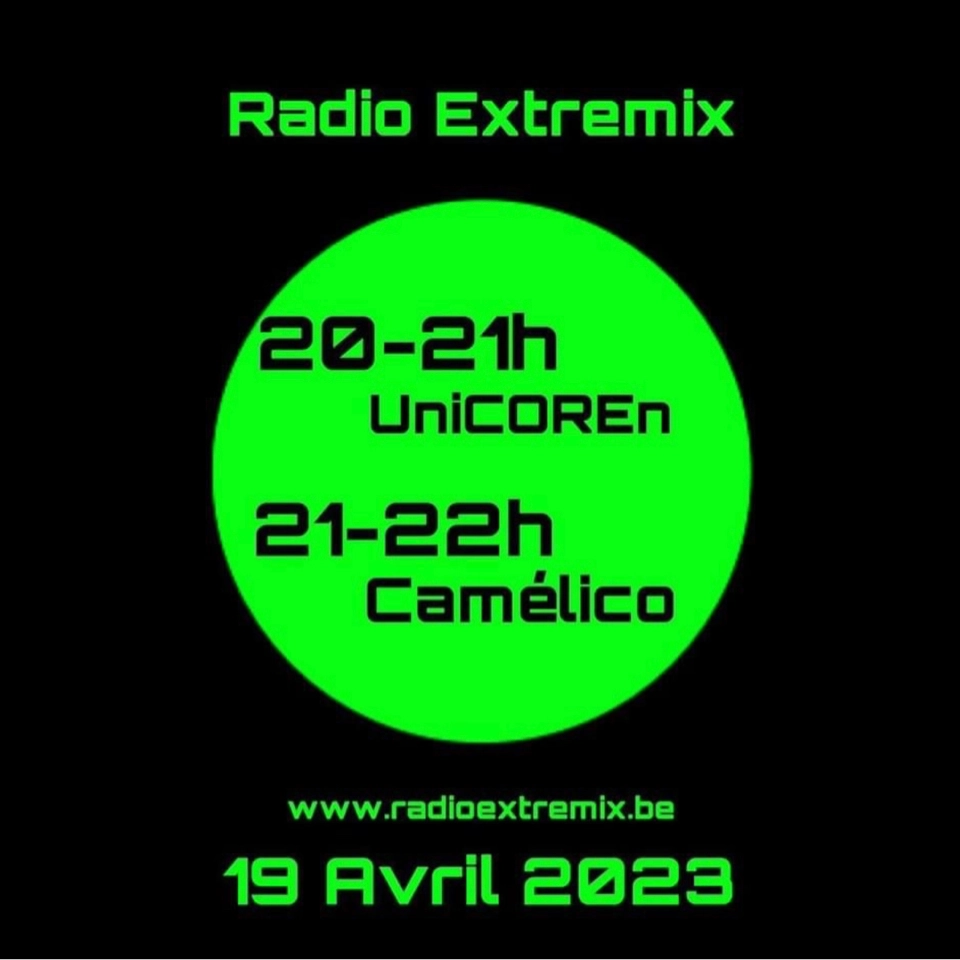 Radio Extremix
20-21h
UniCOREn
21-22h
Camélico
www.radioextremix.be
19 Avril 2023